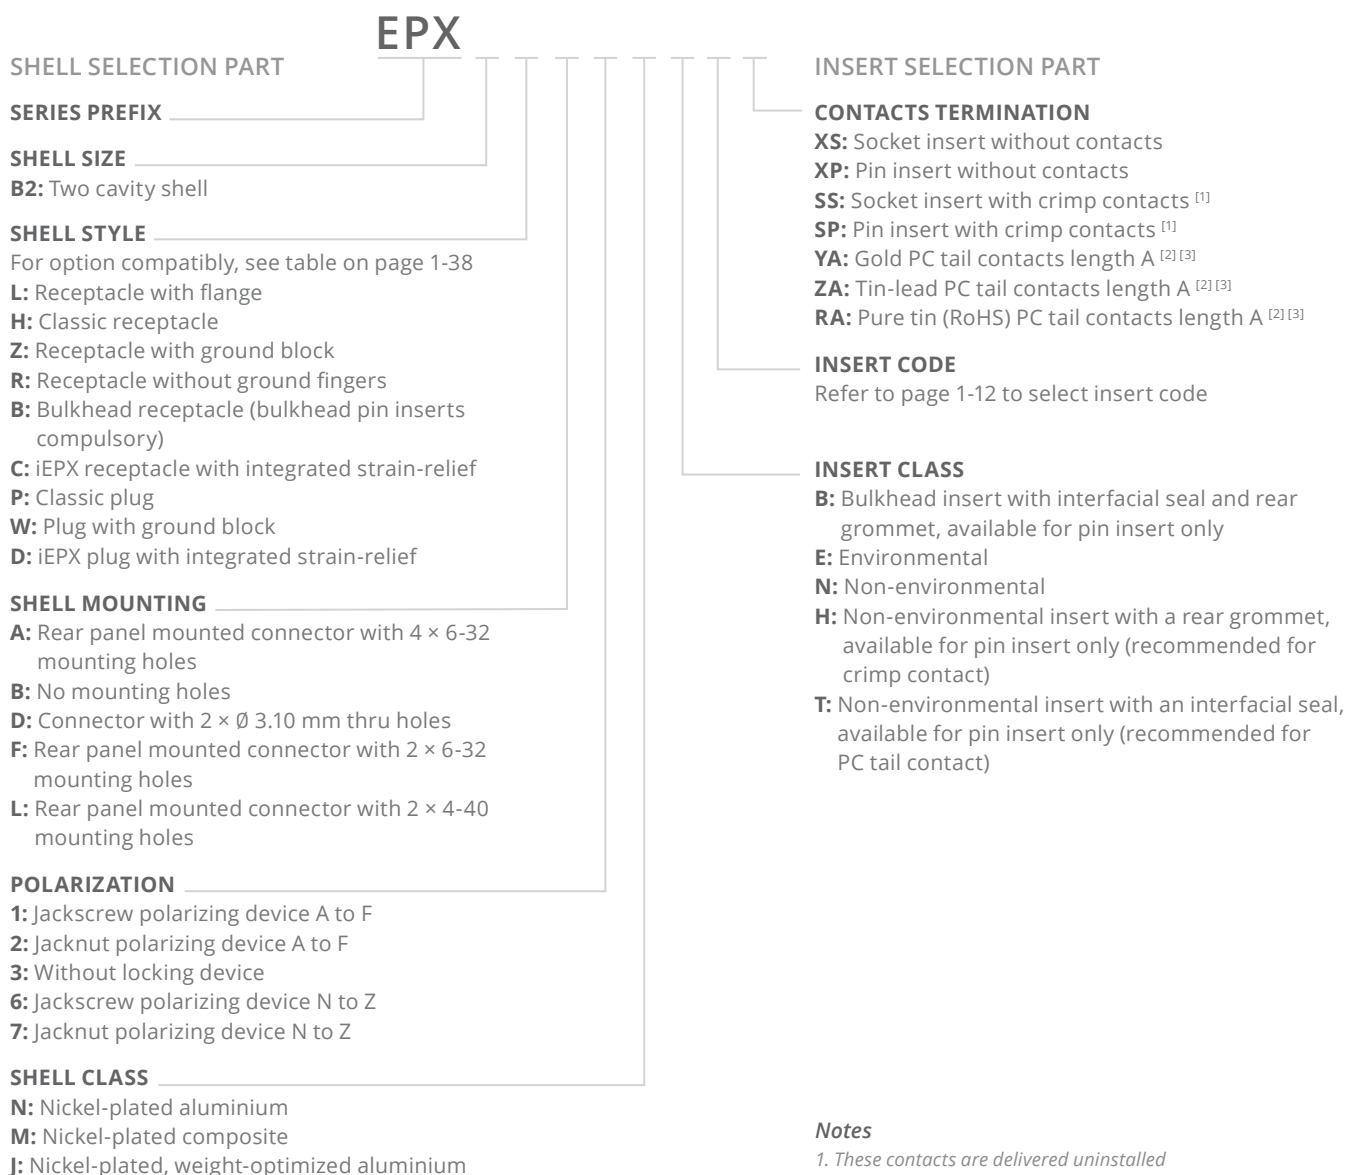 EPX
SHELL SELECTION PART
SERIES PREFIX
SHELL SIZE
B2: Two cavity shell
SHELL STYLE
For option compatibly, see table on page 1-38
L: Receptacle with flange
H: Classic receptacle
Z: Receptacle with ground block
R: Receptacle without ground fingers
B: Bulkhead receptacle (bulkhead pin inserts
compulsory)
C: iEPX receptacle with integrated strain-relief
P: Classic plug
W: Plug with ground block
D: iEPX plug with integrated strain-relief
SHELL MOUNTING
A: Rear panel mounted connector with 4 × 6-32
mounting holes
B: No mounting holes
D: Connector with 2 × Ø 3.10 mm thru holes
F: Rear panel mounted connector with 2 × 6-32
mounting holes
L: Rear panel mounted connector with 2 × 4-40
mounting holes
POLARIZATION
1: Jackscrew polarizing device A to F
2: Jacknut polarizing device A to F
3: Without locking device
6: Jackscrew polarizing device N to Z
7: Jacknut polarizing device N to Z
SHELL CLASS
N: Nickel-plated aluminium
M: Nickel-plated composite
J: Nickel-plated, weight-optimized aluminium
INSERT SELECTION PART
CONTACTS TERMINATION
XS: Socket insert without contacts
XP: Pin insert without contacts
SS: Socket insert with crimp contacts [1]
SP: Pin insert with crimp contacts [1]
YA: Gold PC tail contacts length A [2] [3]
ZA: Tin-lead PC tail contacts length A [2] [3]
RA: Pure tin (RoHS) PC tail contacts length A [2] [3]
INSERT CODE
Refer to page 1-12 to select insert code
INSERT CLASS
B: Bulkhead insert with interfacial seal and rear
grommet, available for pin insert only
E: Environmental
N: Non-environmental
H: Non-environmental insert with a rear grommet,
available for pin insert only (recommended for
crimp contact)
T: Non-environmental insert with an interfacial seal,
available for pin insert only (recommended for
PC tail contact)
Notes
1. These contacts are delivered uninstalled